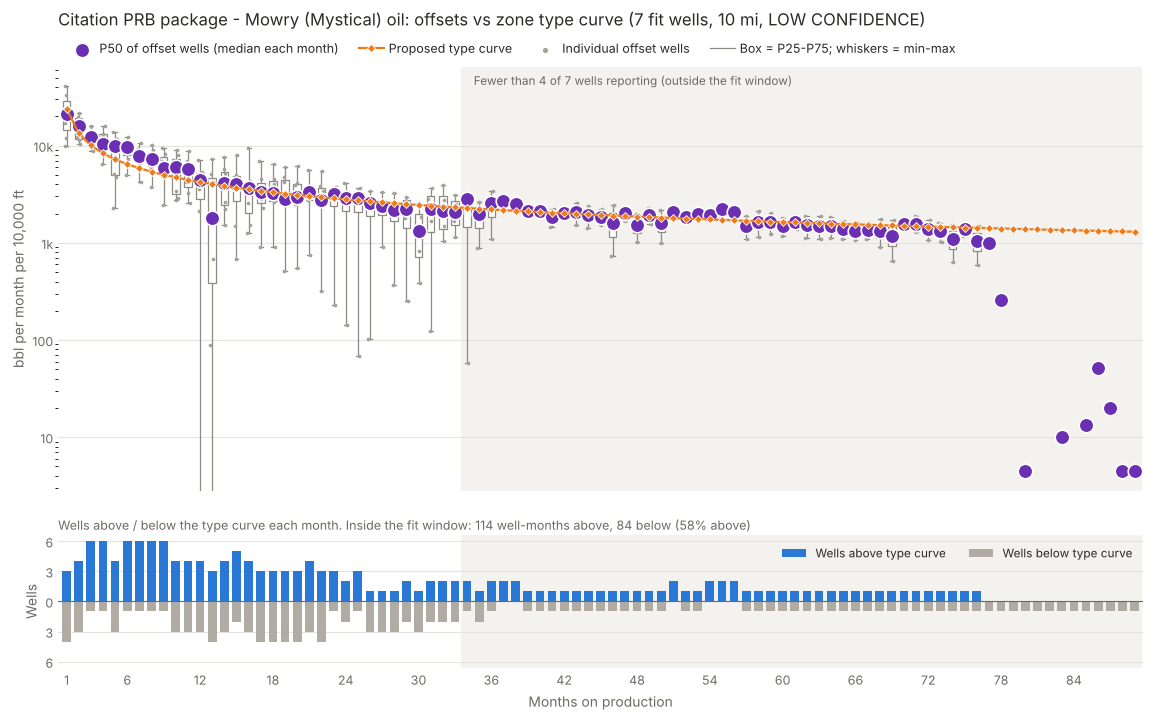 Citation PRB package - Mowry (Mystical) oil: offsets vs zone type curve (7 fit wells, 10 mi, LOW CONFIDENCE)
P50 of offset wells (median each month) Proposed type curve Individual offset wells Box = P25-P75; whiskers = min-max
Fewer than 4 of 7 wells reporting (outside the fit window)
10k
1k
100
10
bbl per month per 10,000 ft
Wells above / below the type curve each month. Inside the fit window: 114 well-months above, 84 below (58% above)
Wells above type curve Wells below type curve
6
3
0
3
6
Wells
1 6 12 18 24 30 36 42 48 54 60 66 72 78 84
Months on production